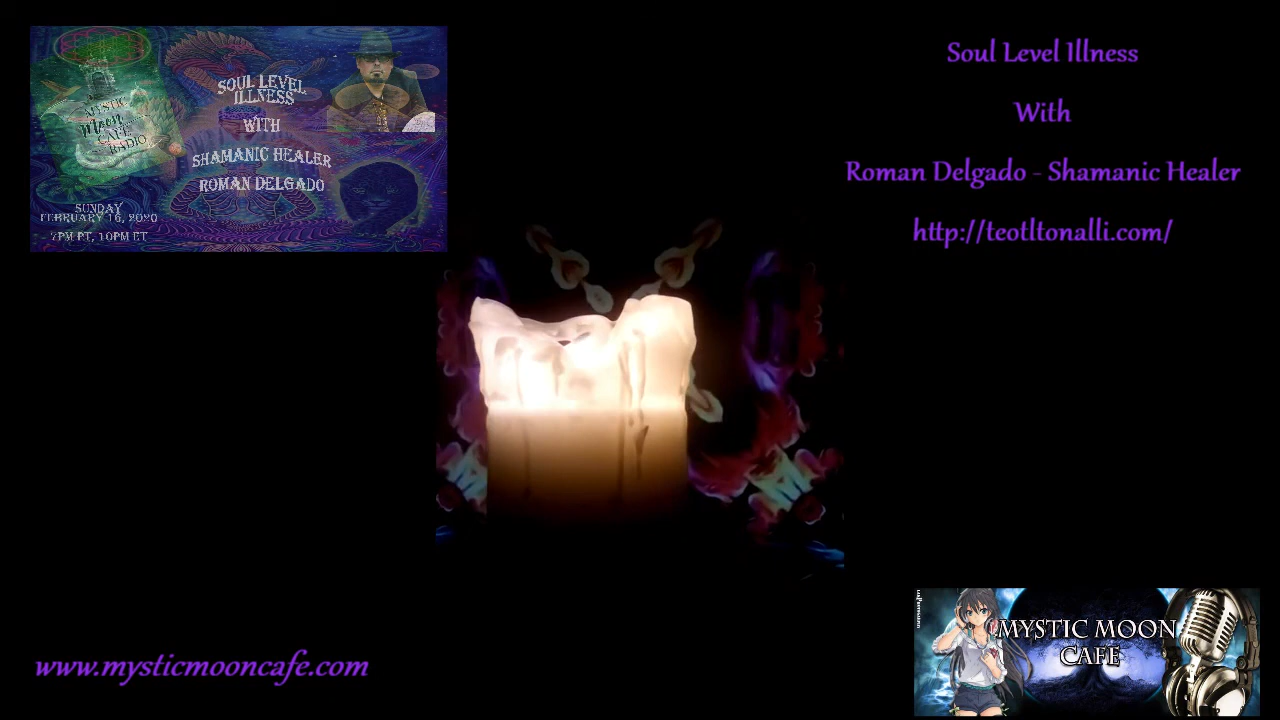 MYSTIC
Moon
CAFE
RADIO
SOUL LEVEL
ILLNESS
WITH
SHAMANIC HEALER
ROMAN DELGADO
SUNDAY
FEBRUARY 16, 2020
7PM PT, 10PM ET
Soul Level Illness
With
Roman Delgado - Shamanic Healer
http://teotltonalli.com/
www.mysticmooncafe.com
MYSTIC MOON
CAFE